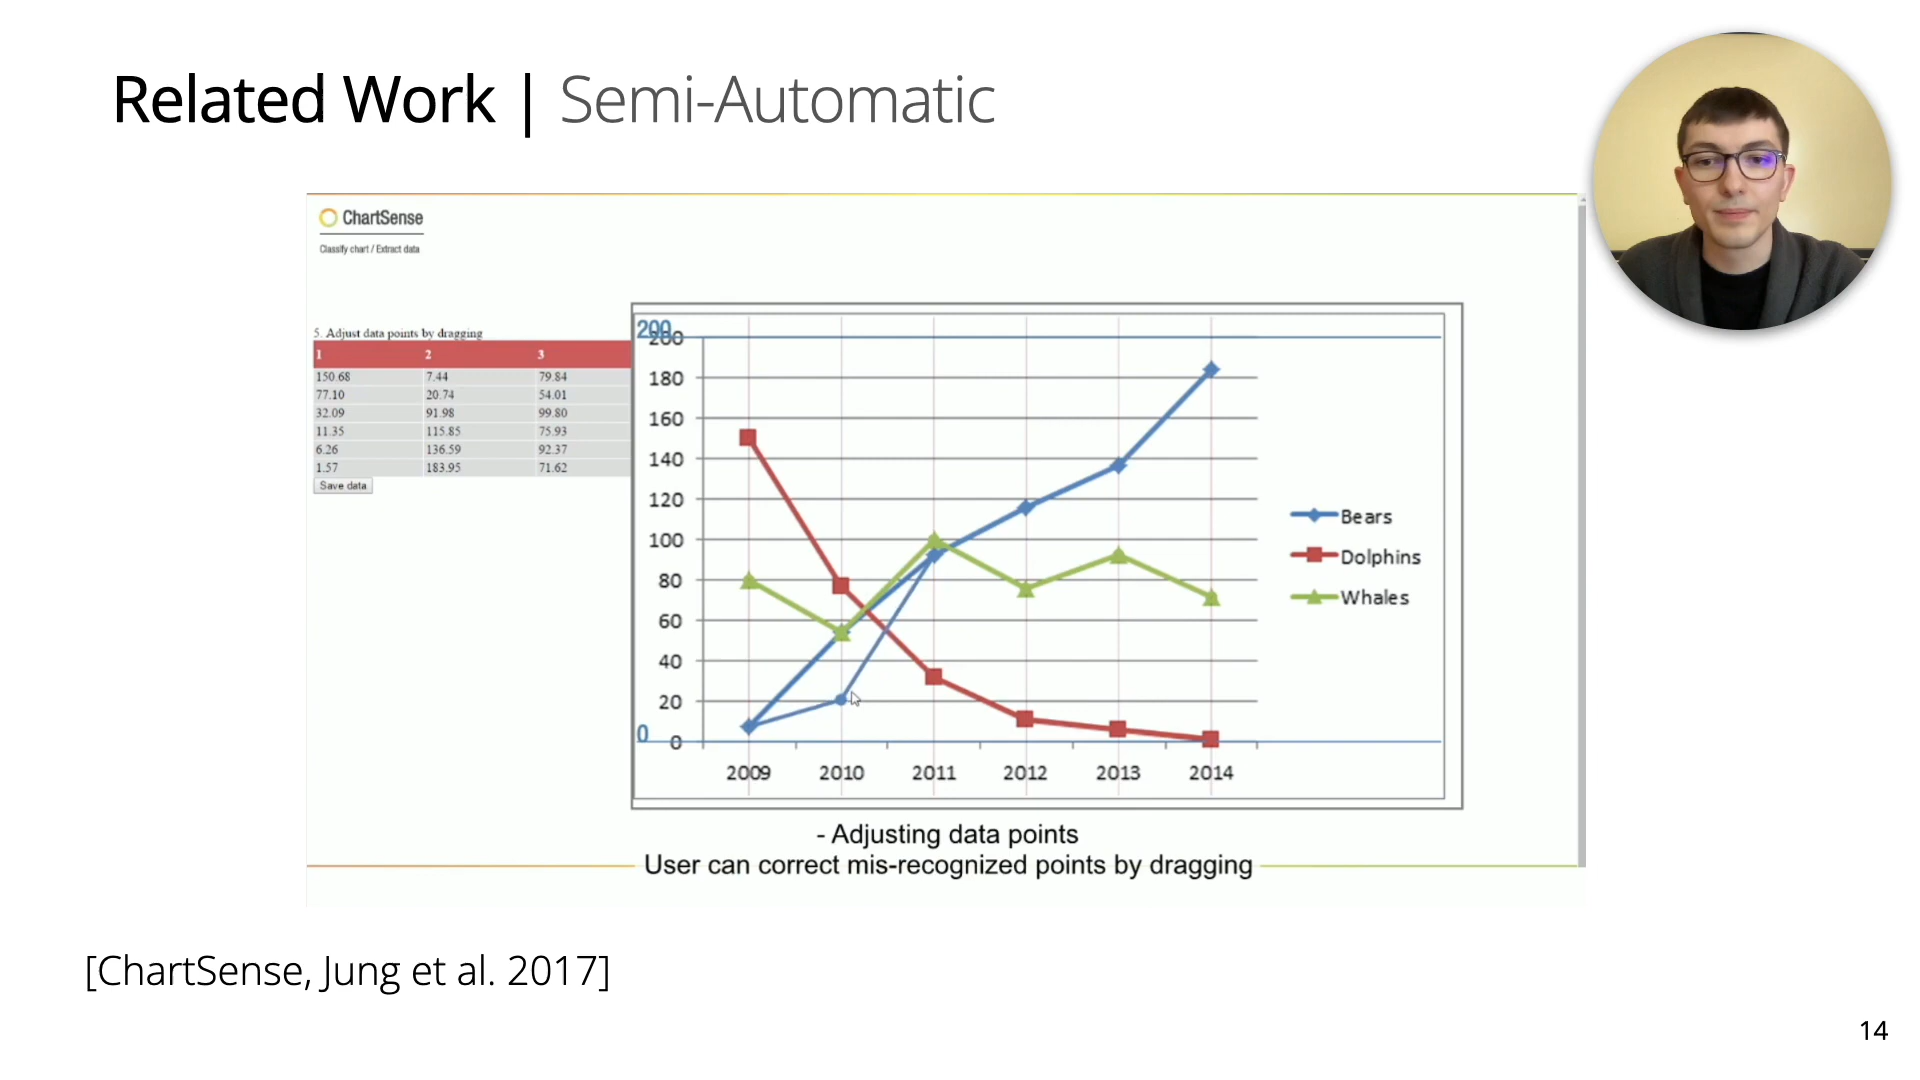 Related Work | Semi-Automatic
ChartSense
Classify chart / Extract data
5. Adjust data points by dragging
1 2 3
150.68 7.44 79.84
77.10 20.74 54.01
32.09 91.98 99.80
11.35 115.85 75.93
6.26 136.59 92.37
1.57 183.95 71.62
Save data
200
200
180
160
140
120
100
80
60
40
20
0
0
2009 2010 2011 2012 2013 2014
Bears
Dolphins
Whales
- Adjusting data points
User can correct mis-recognized points by dragging
[ChartSense, Jung et al. 2017]
14